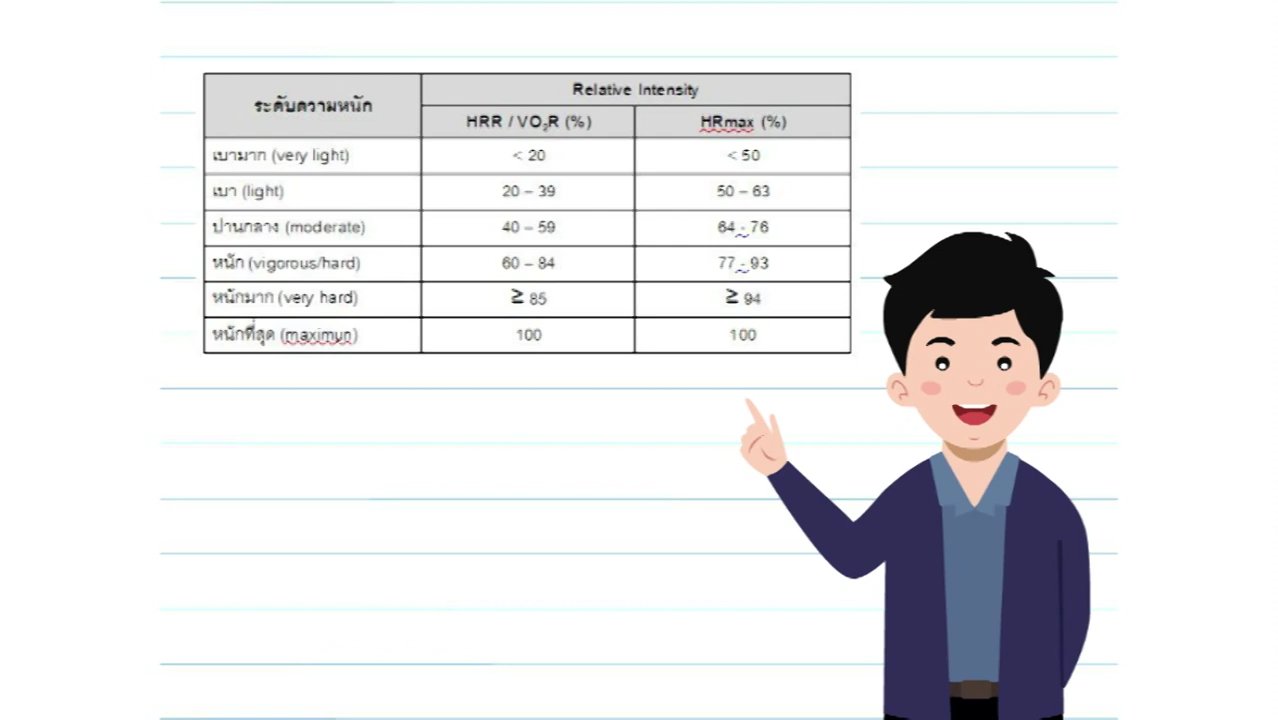 ระดับความหนัก
Relative Intensity
HRR / VO₂R (%)
HRmax (%)
เบามาก (very light)
< 20
< 50
เบา (light)
20 – 39
50 – 63
ปานกลาง (moderate)
40 – 59
64 - 76
หนัก (vigorous/hard)
60 – 84
77 - 93
หนักมาก (very hard)
≥ 85
≥ 94
หนักที่สุด (maximun)
100
100